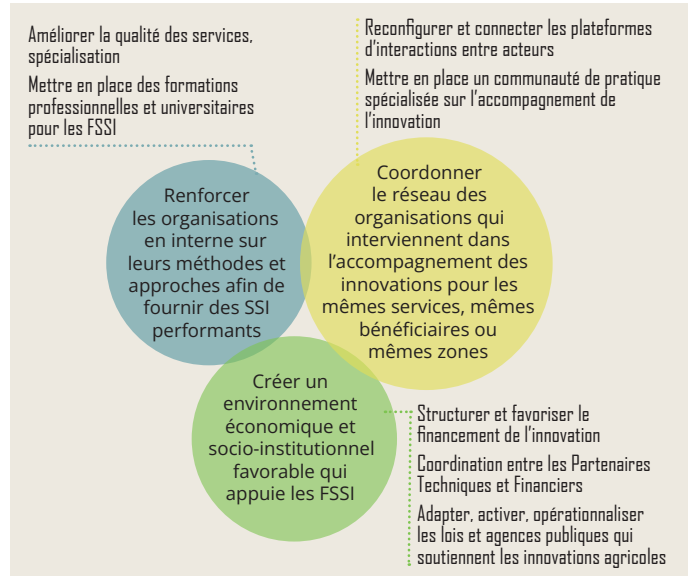 Améliorer la qualité des services,
spécialisation
Mettre en place des formations
professionnelles et universitaires
pour les FSSI
Reconfigurer et connecter les plateformes
d'interactions entre acteurs
Mettre en place un communauté de pratique
spécialisée sur l'accompagnement de
l'innovation
Renforcer
les organisations
en interne sur
leurs méthodes et
approches afin de
fournir des SSI
performants
Coordonner
le réseau des
organisations qui
interviennent dans
l'accompagnement des
innovations pour les
mêmes services, mêmes
bénéficiaires ou
mêmes zones
Créer un
environnement
économique et
socio-institutionnel
favorable qui
appuie les FSSI
Structurer et favoriser le
financement de l'innovation
Coordination entre les Partenaires
Techniques et Financiers
Adapter, activer, opérationnaliser
les lois et agences publiques qui
soutiennent les innovations agricoles